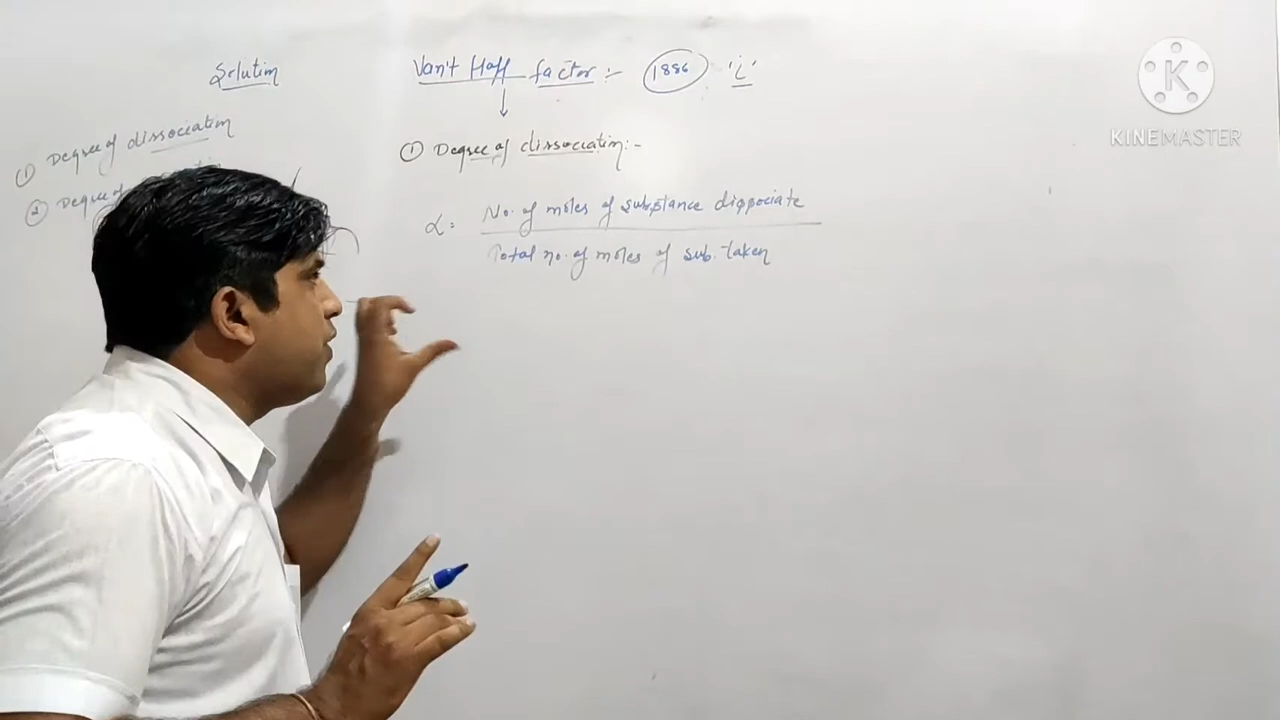 Solution
① Degree of dissociation
② Degree of
Van't Hoff factor :- 1886 'i'
① Degree of dissociation:-
α = No. of moles of substance dissociate
Total no. of moles of sub. taken
K
KINEMASTER